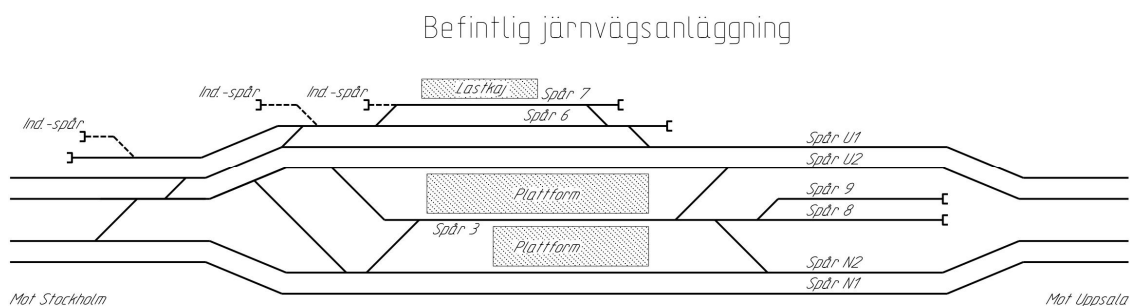 Befintlig järnvägsanläggning
Lastkaj
Ind.-spår
Ind.-spår
Spår 7
Spår 6
Ind.-spår
Spår U1
Spår U2
Plattform
Spår 9
Spår 8
Spår 3
Plattform
Spår N2
Spår N1
Mot Stockholm
Mot Uppsala